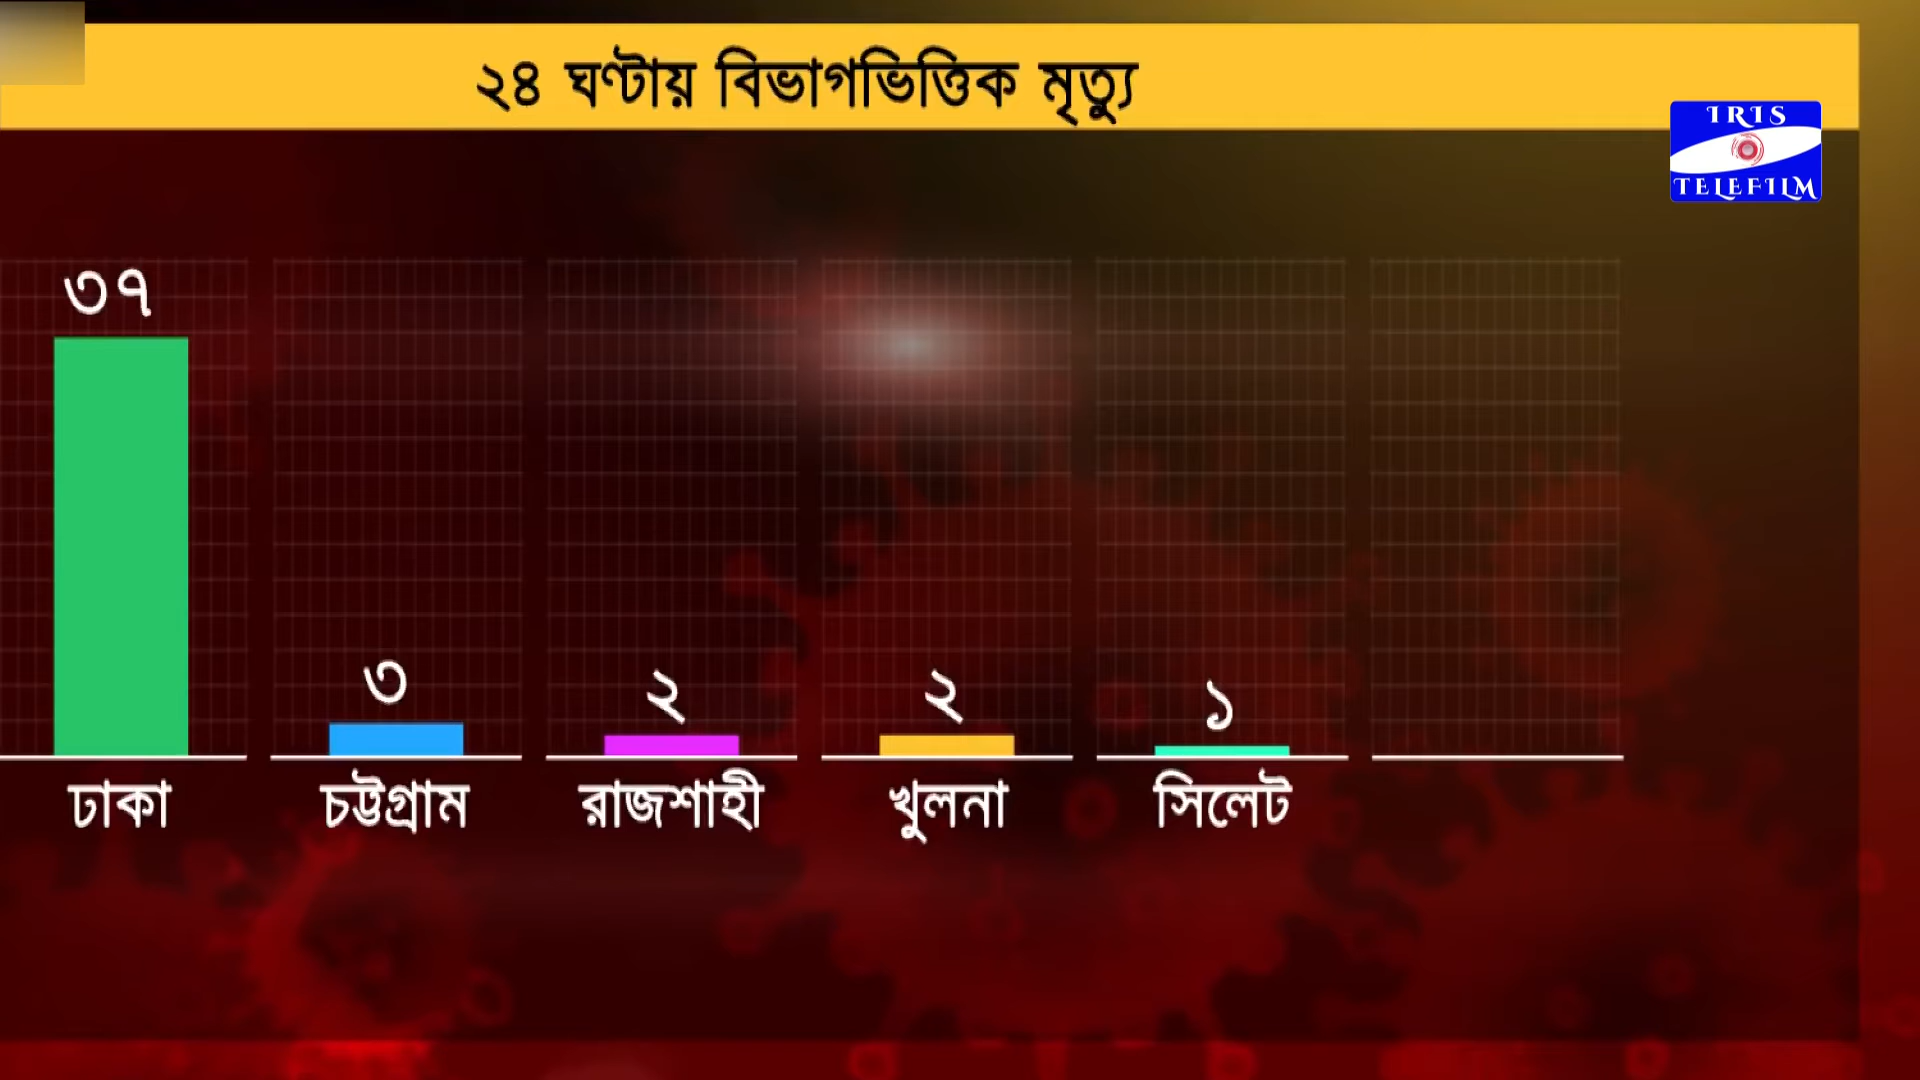 ২৪ ঘণ্টায় বিভাগভিত্তিক মৃত্যু
IRIS
TELEFILM
৩৭
৩
২
২
১
ঢাকা
চট্টগ্রাম
রাজশাহী
খুলনা
সিলেট